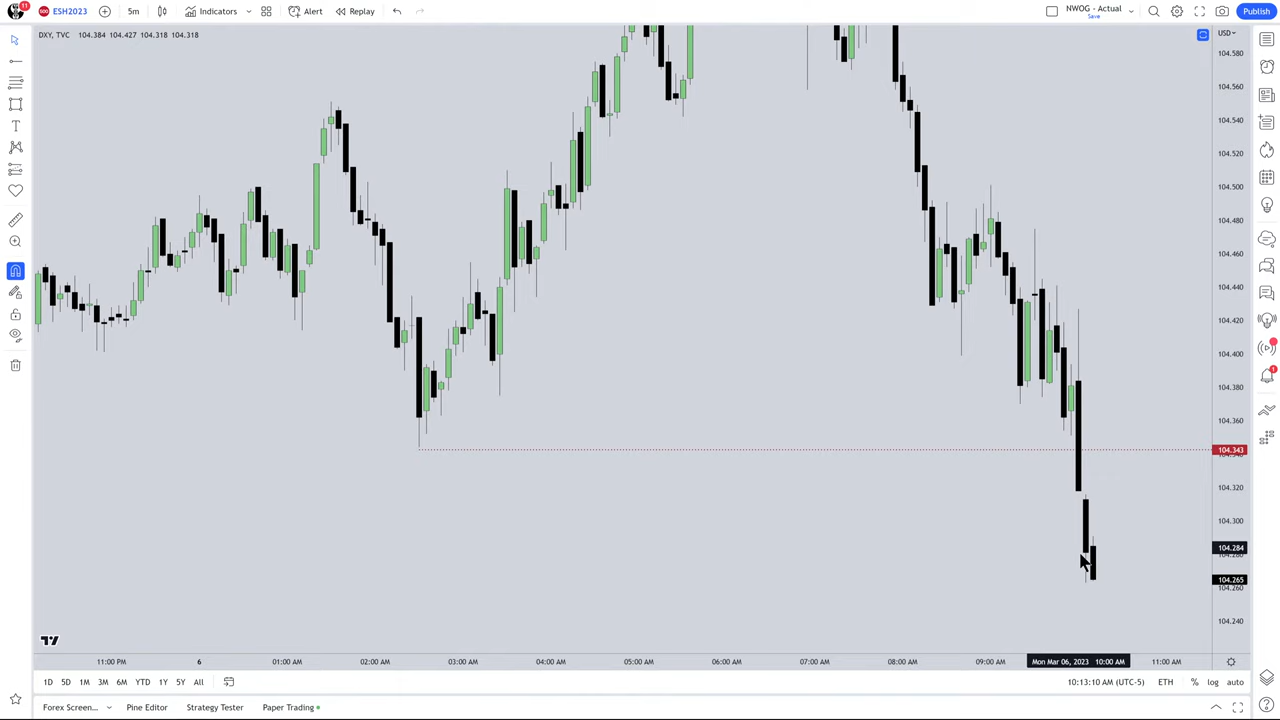 11
ESH2023
5m
Indicators
Alert
Replay
NWOG - Actual
Save
Publish
DXY, TVC 104.384 104.427 104.318 104.318
USD
104.580
104.560
104.540
104.520
104.500
104.480
104.460
104.440
104.420
104.400
104.380
104.360
104.343
104.320
104.300
104.284
104.265
104.260
104.240
11:00 PM
6
01:00 AM
02:00 AM
03:00 AM
04:00 AM
05:00 AM
06:00 AM
07:00 AM
08:00 AM
09:00 AM
Mon Mar 06, 2023 10:00 AM
11:00 AM
1D 5D 1M 3M 6M YTD 1Y 5Y All
10:13:10 AM (UTC-5)
ETH
% log auto
Forex Screen...
Pine Editor
Strategy Tester
Paper Trading
1